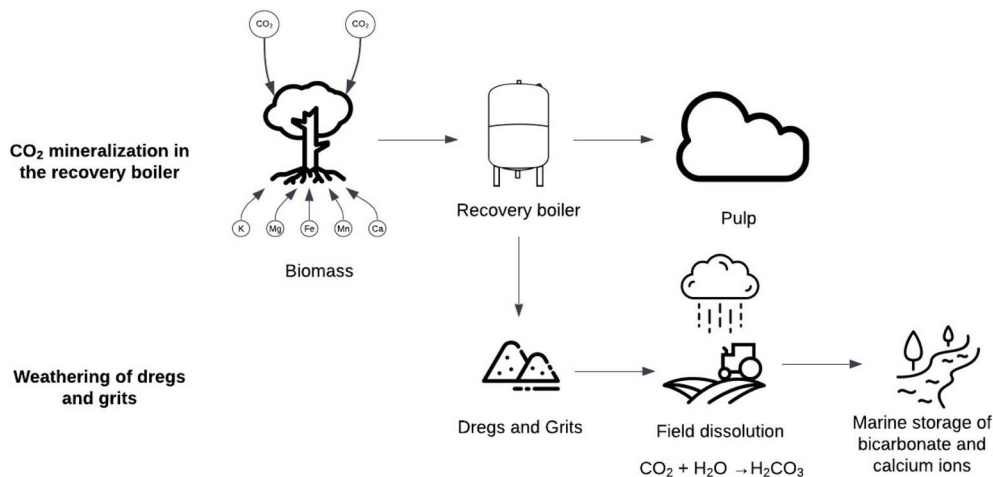 CO₂ CO₂
CO₂ mineralization in
the recovery boiler
K Mg Fe Mn Ca
Biomass
Recovery boiler
Pulp
Weathering of dregs
and grits
Dregs and Grits
Field dissolution
CO₂ + H₂O →H₂CO₃
Marine storage of
bicarbonate and
calcium ions